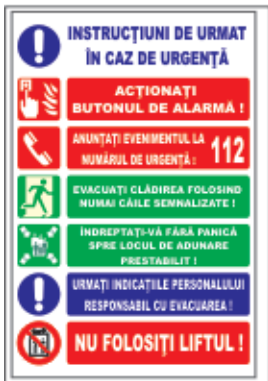 INSTRUCȚIUNI DE URMAT
ÎN CAZ DE URGENȚĂ
ACȚIONAȚI
BUTONUL DE ALARMĂ !
ANUNȚAȚI EVENIMENTUL LA
NUMĂRUL DE URGENȚĂ : 112
EVACUAȚI CLĂDIREA FOLOSIND
NUMAI CĂILE SEMNALIZATE !
ÎNDREPTAȚI-VĂ FĂRĂ PANICĂ
SPRE LOCUL DE ADUNARE
PRESTABILIT !
URMAȚI INDICAȚIILE PERSONALULUI
RESPONSABIL CU EVACUAREA !
NU FOLOSIȚI LIFTUL !